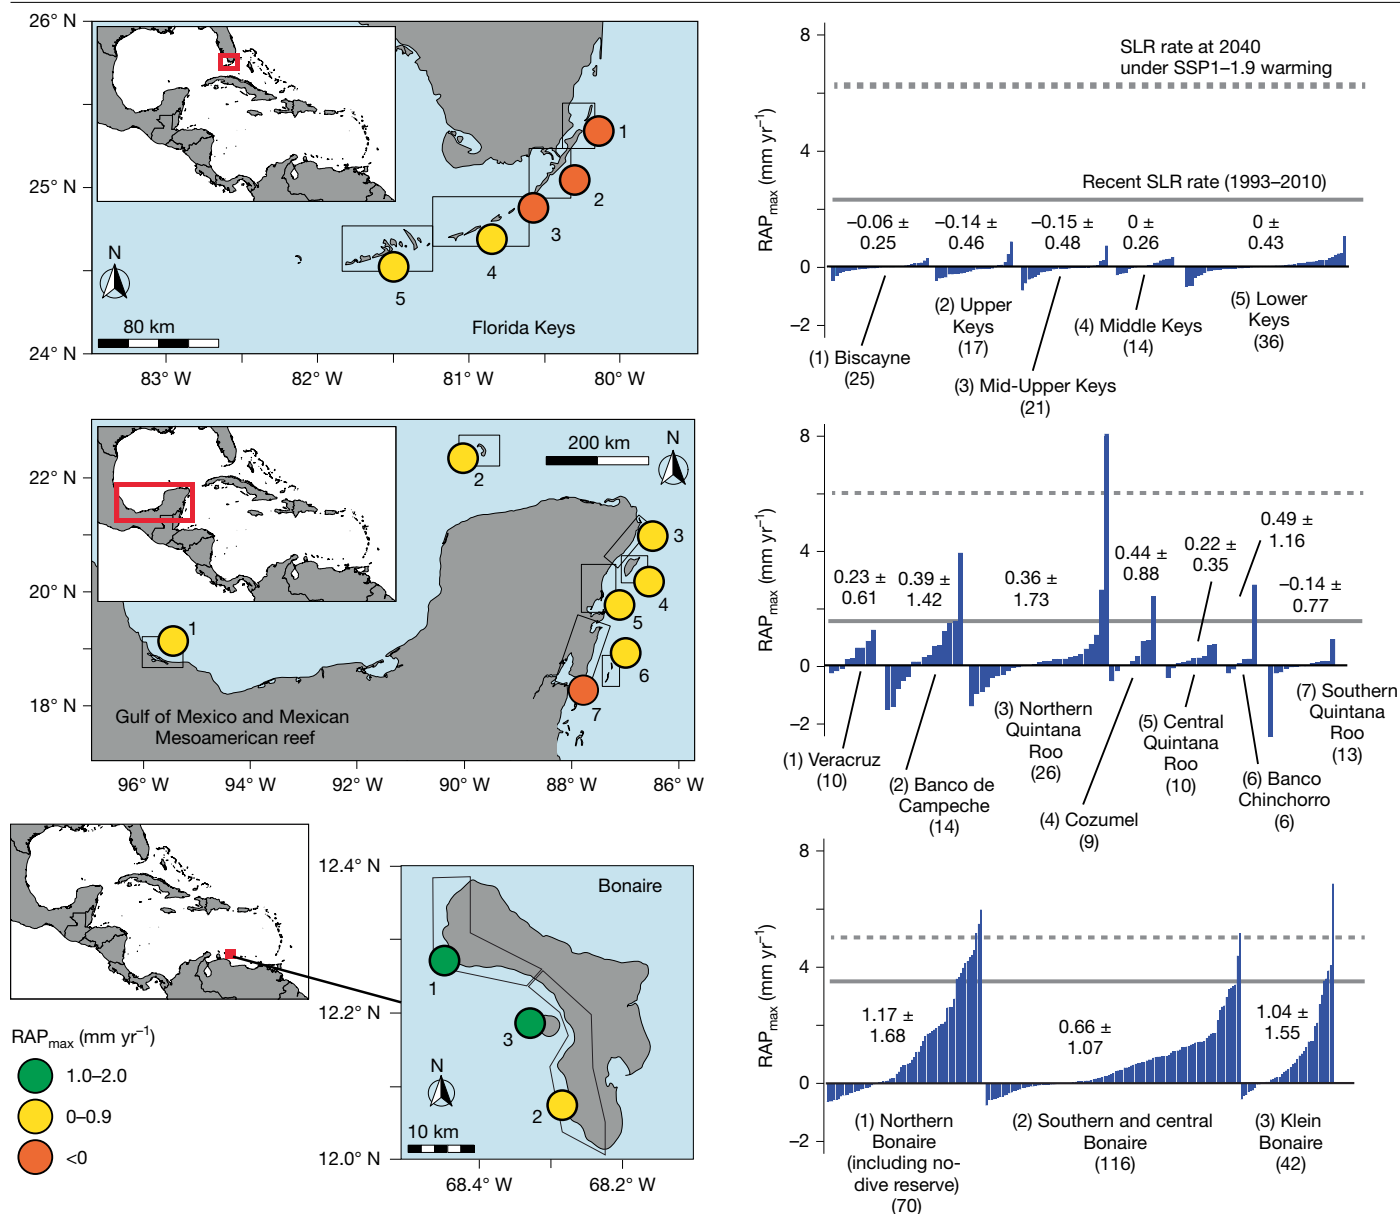 26° N
25° N
24° N
83° W
82° W
81° W
80° W
N
80 km
Florida Keys
1
2
3
4
5
8
4
0
−2
RAPmax (mm yr−1)
SLR rate at 2040
under SSP1–1.9 warming
Recent SLR rate (1993–2010)
−0.06 ±
0.25
−0.14 ±
0.46
−0.15 ±
0.48
0 ±
0.26
0 ±
0.43
(1) Biscayne
(25)
(2) Upper
Keys
(17)
(3) Mid-Upper Keys
(21)
(4) Middle Keys
(14)
(5) Lower
Keys
(36)
22° N
20° N
18° N
96° W
94° W
92° W
90° W
88° W
86° W
200 km
N
Gulf of Mexico and Mexican
Mesoamerican reef
1
2
3
4
5
6
7
8
4
0
−2
RAPmax (mm yr−1)
0.23 ±
0.61
0.39 ±
1.42
0.36 ±
1.73
0.44 ±
0.88
0.22 ±
0.35
0.49 ±
1.16
−0.14 ±
0.77
(1) Veracruz
(10)
(2) Banco de
Campeche
(14)
(3) Northern
Quintana
Roo
(26)
(4) Cozumel
(9)
(5) Central
Quintana
Roo
(10)
(6) Banco
Chinchorro
(6)
(7) Southern
Quintana
Roo
(13)
RAPmax (mm yr−1)
1.0–2.0
0–0.9
<0
12.4° N
12.2° N
12.0° N
68.4° W
68.2° W
Bonaire
N
10 km
1
3
2
8
4
0
−2
RAPmax (mm yr−1)
1.17 ±
1.68
0.66 ±
1.07
1.04 ±
1.55
(1) Northern
Bonaire
(including no-
dive reserve)
(70)
(2) Southern and central
Bonaire
(116)
(3) Klein
Bonaire
(42)